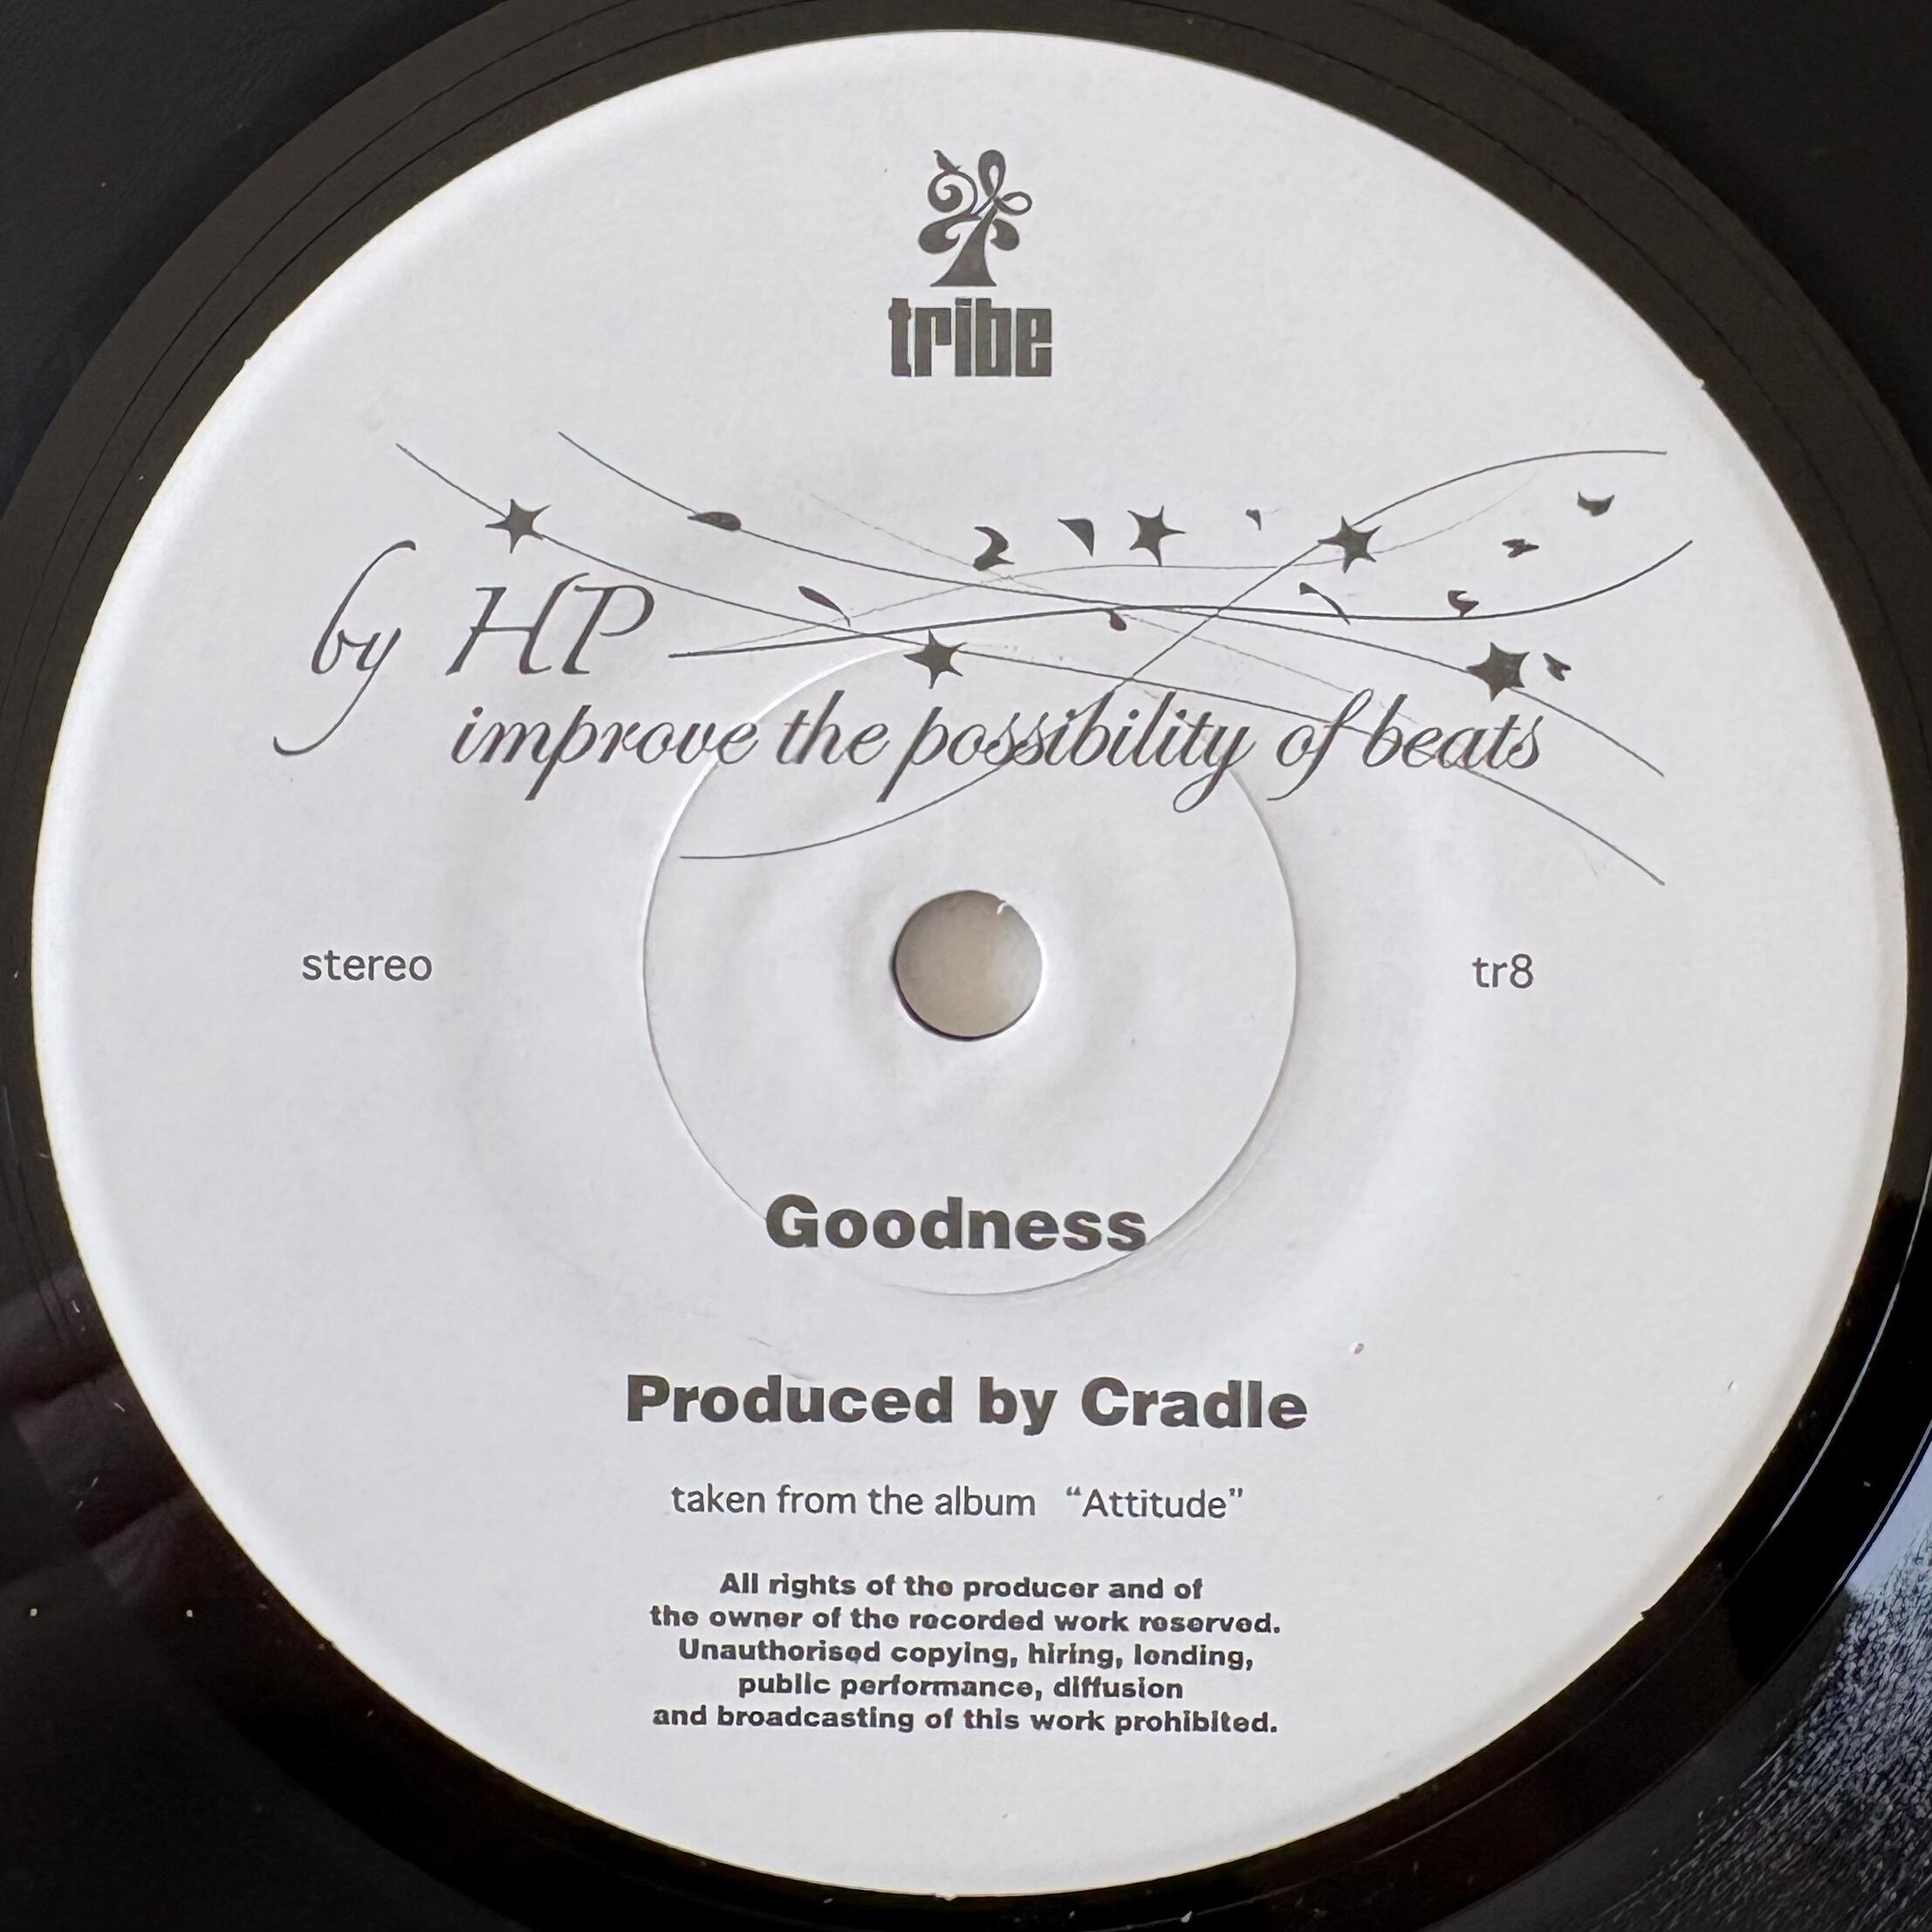 tribe
by HP
improve the possibility of beats
stereo
tr8
Goodness
Produced by Cradle
taken from the album “Attitude”
All rights of the producer and of
the owner of the recorded work reserved.
Unauthorised copying, hiring, lending,
public performance, diffusion
and broadcasting of this work prohibited.